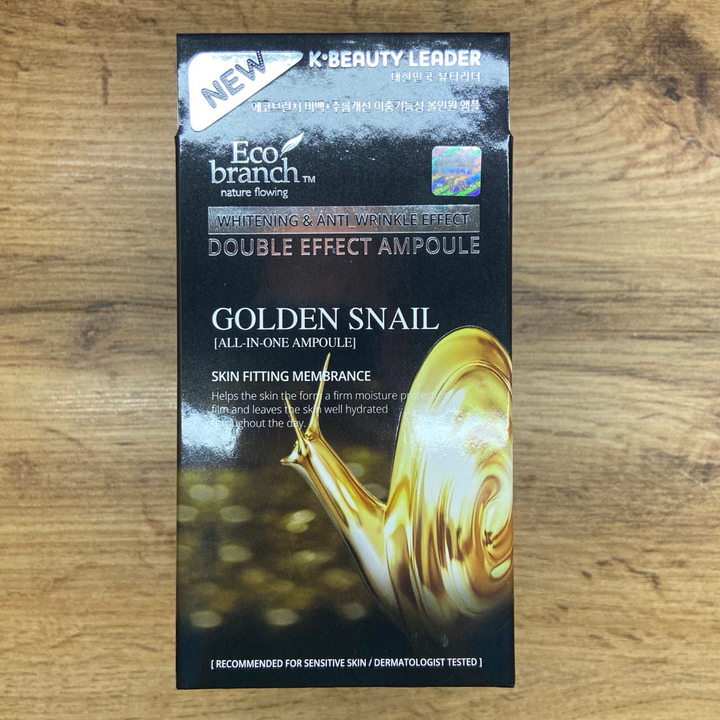 NEW
K·BEAUTY LEADER
대한민국 뷰티리더
에코브런치 미백+주름개선 이중기능성 올인원 앰플
Eco
branch™
nature flowing
WHITENING & ANTI_WRINKLE EFFECT
DOUBLE EFFECT AMPOULE
GOLDEN SNAIL
[ALL-IN-ONE AMPOULE]
SKIN FITTING MEMBRANCE
Helps the skin the form a firm moisture protection
film and leaves the skin well hydrated
throughout the day.
[ RECOMMENDED FOR SENSITIVE SKIN / DERMATOLOGIST TESTED ]